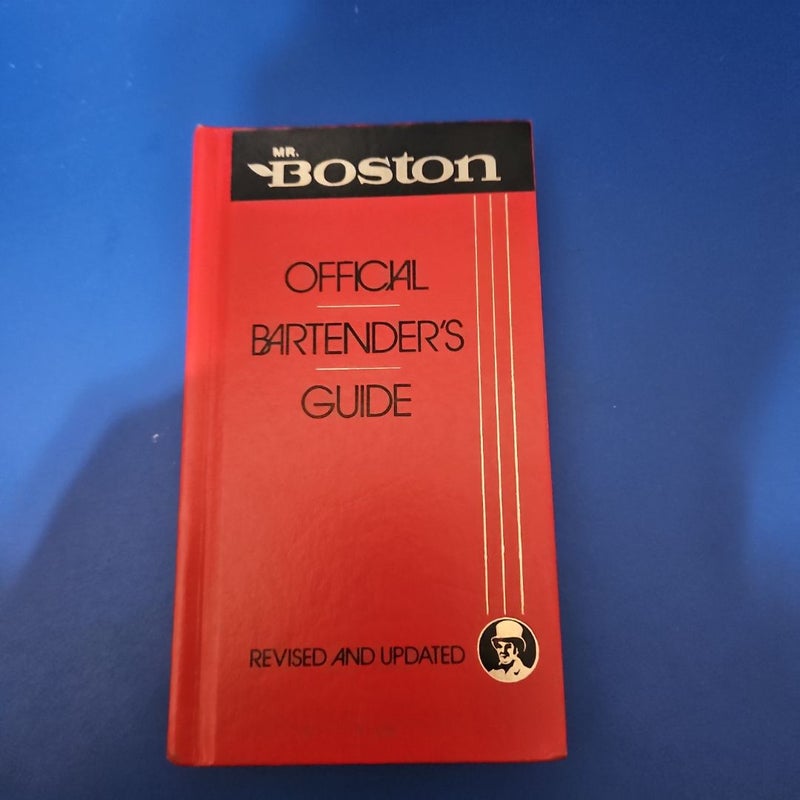 MR.
Boston
OFFICIAL
BARTENDER'S
GUIDE
REVISED AND UPDATED